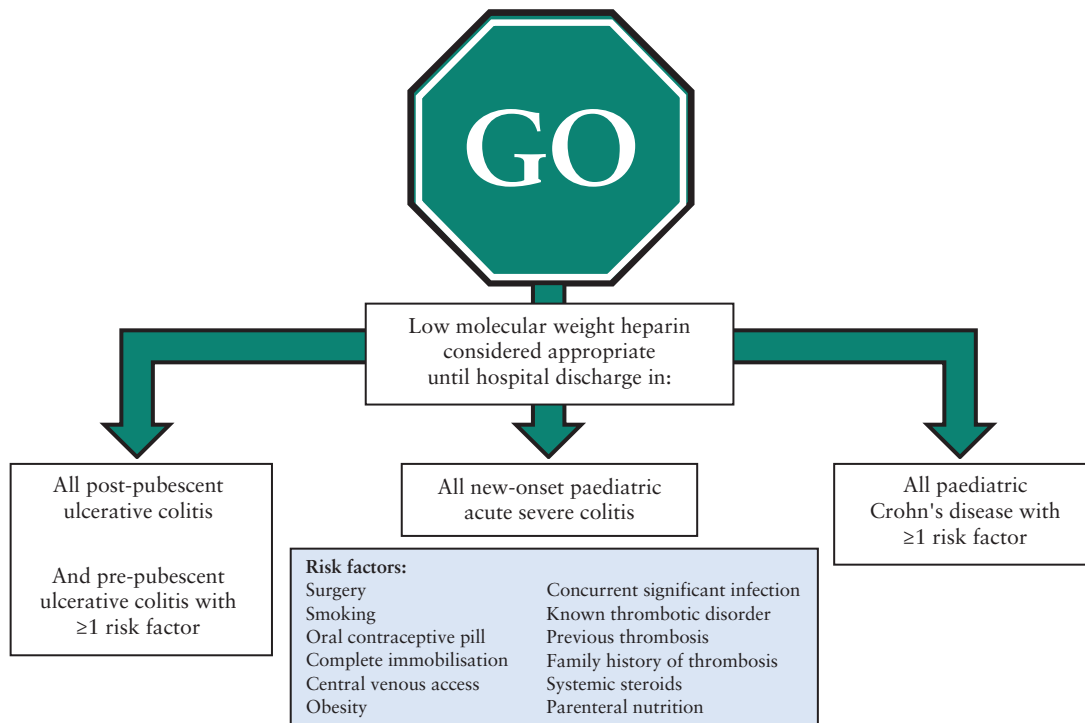 GO
Low molecular weight heparin
considered appropriate
until hospital discharge in:
All post-pubescent
ulcerative colitis
And pre-pubescent
ulcerative colitis with
≥1 risk factor
All new-onset paediatric
acute severe colitis
All paediatric
Crohn's disease with
≥1 risk factor
Risk factors:
Surgery
Smoking
Oral contraceptive pill
Complete immobilisation
Central venous access
Obesity
Concurrent significant infection
Known thrombotic disorder
Previous thrombosis
Family history of thrombosis
Systemic steroids
Parenteral nutrition